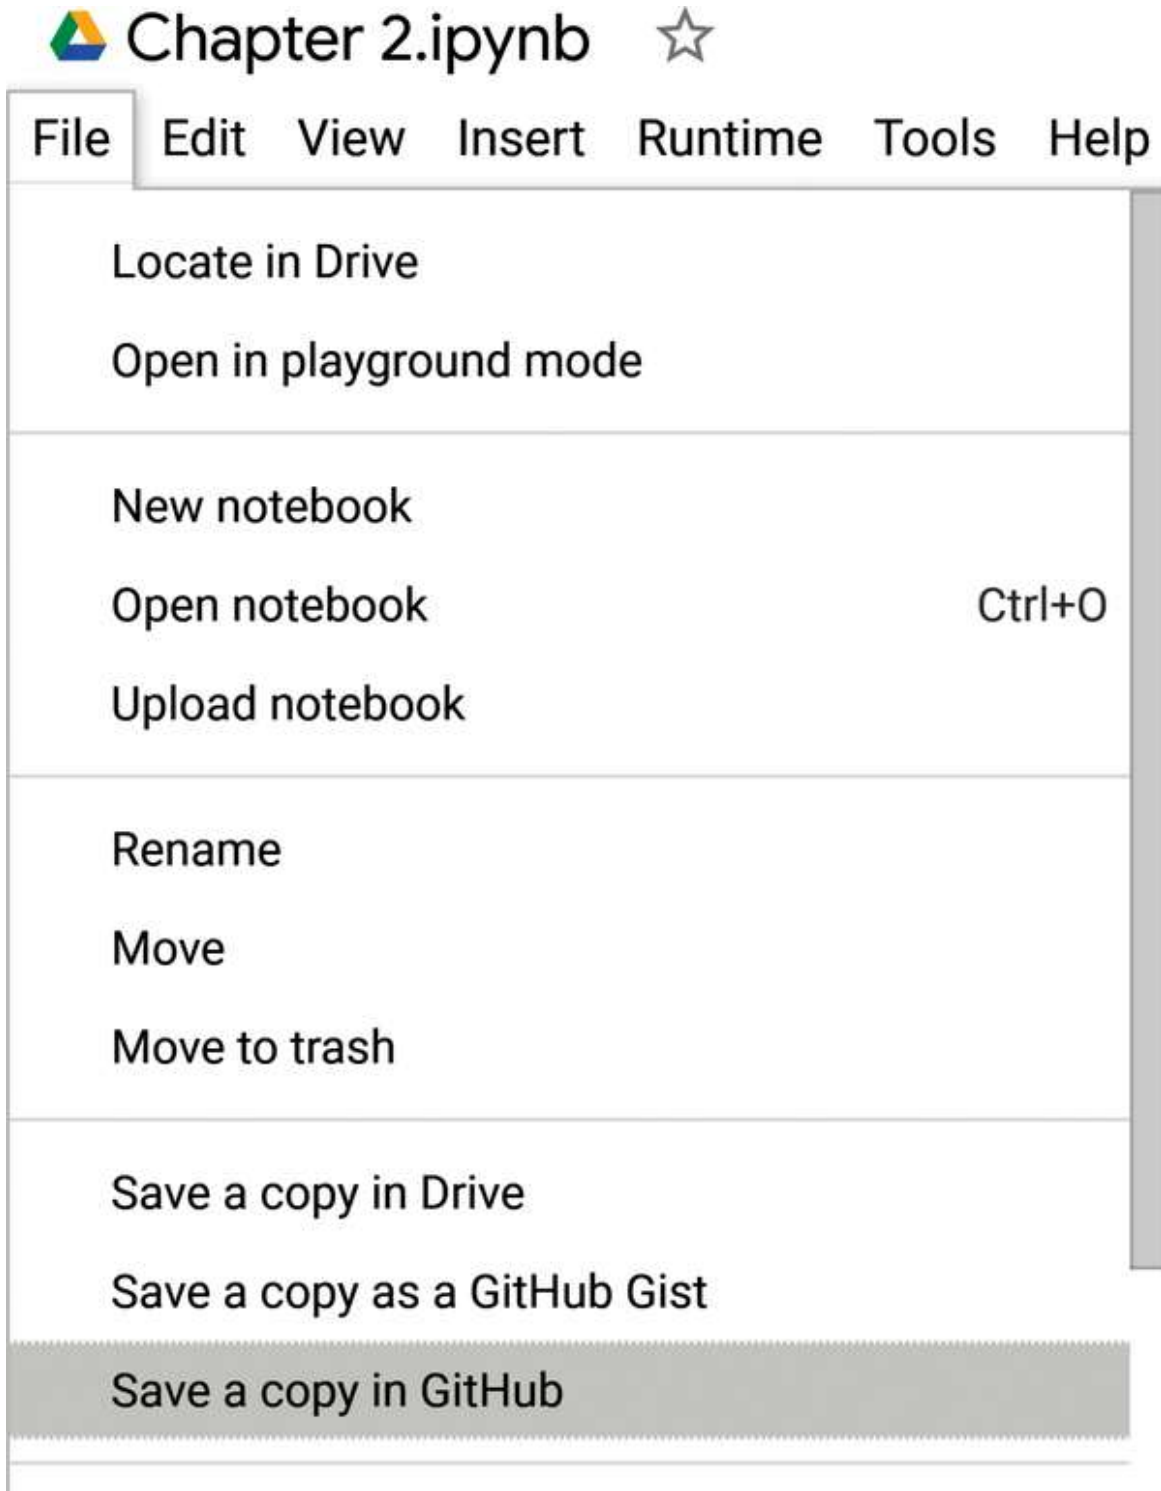 Chapter 2.ipynb
File Edit View Insert Runtime Tools Help
Locate in Drive
Open in playground mode
New notebook
Open notebook Ctrl+O
Upload notebook
Rename
Move
Move to trash
Save a copy in Drive
Save a copy as a GitHub Gist
Save a copy in GitHub